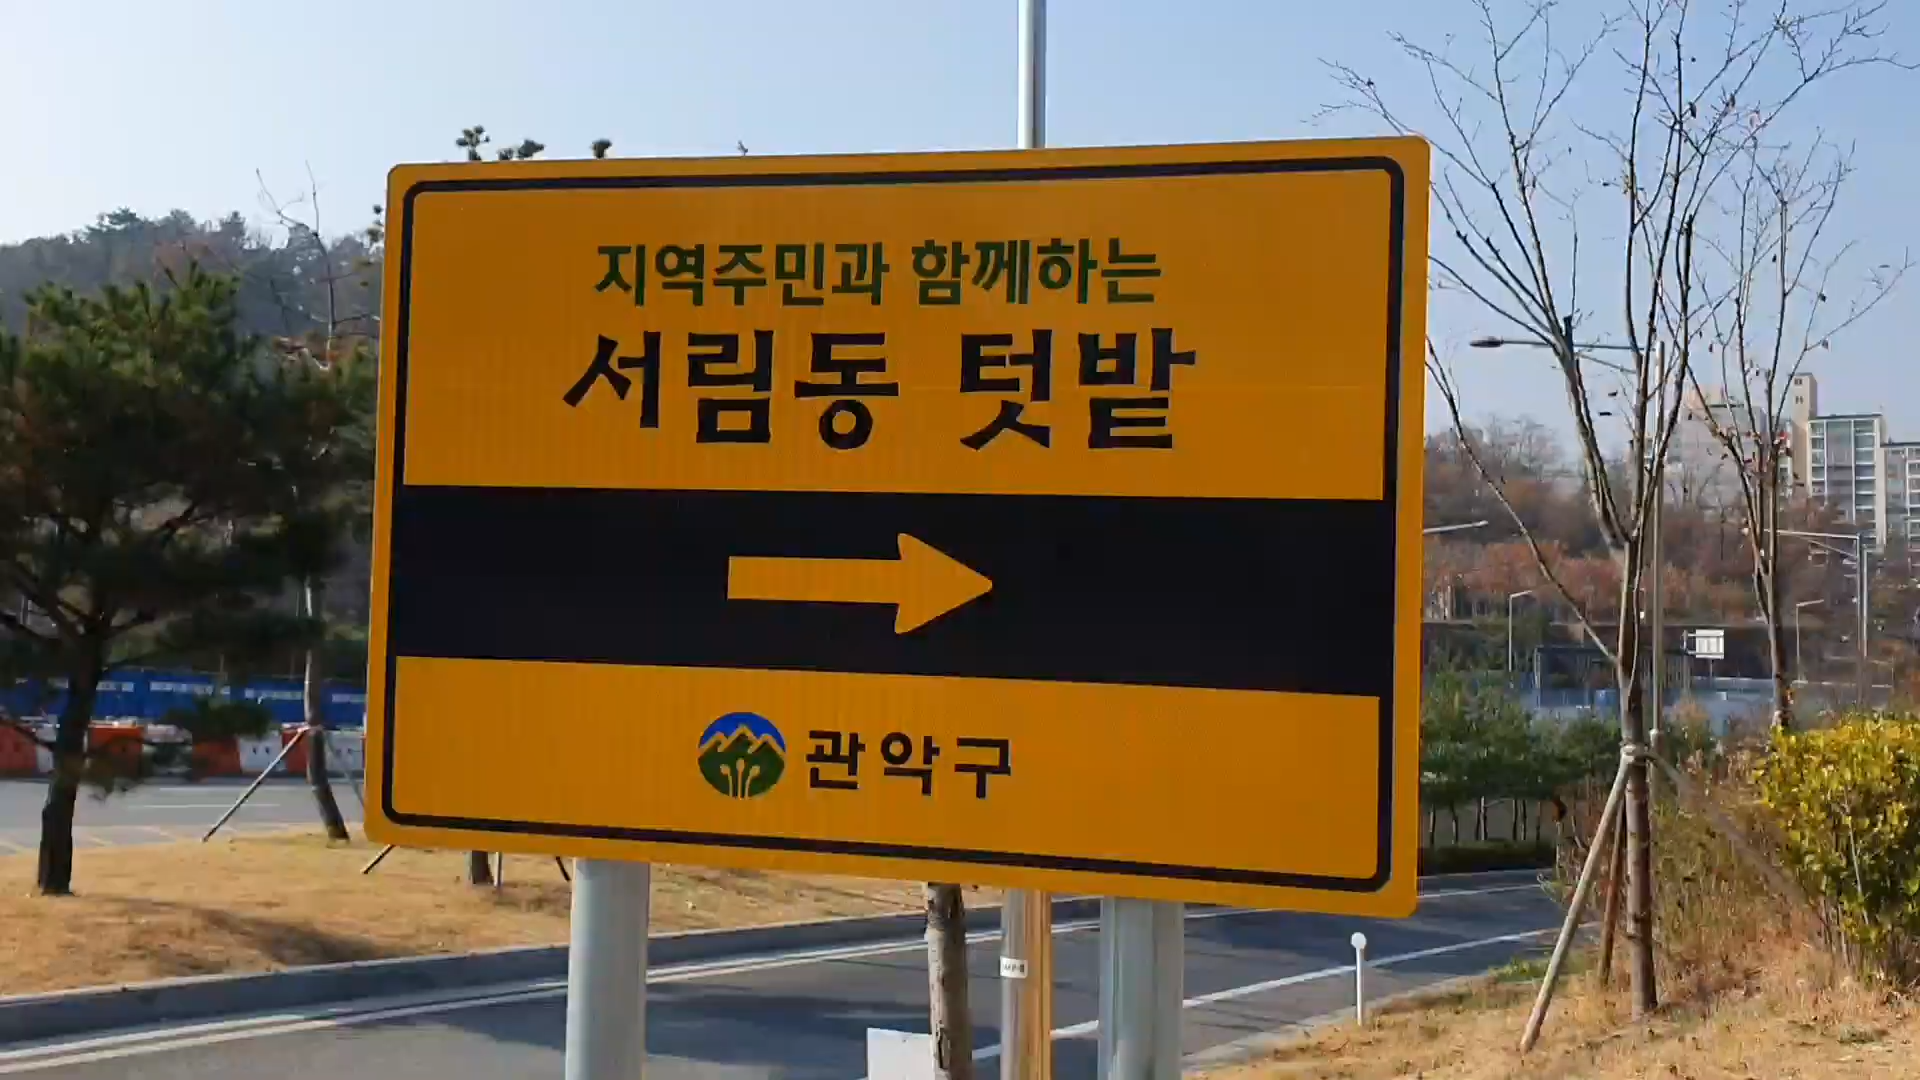 지역주민과 함께하는
서림동 텃밭
관악구